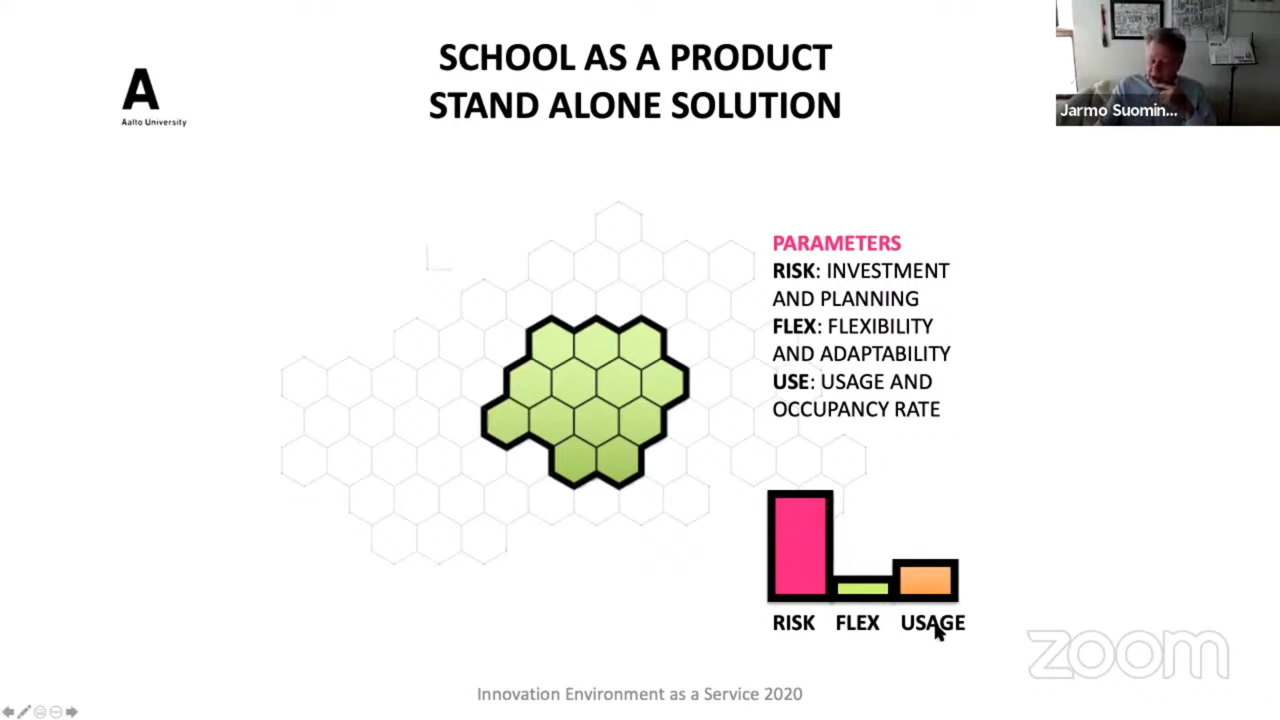 SCHOOL AS A PRODUCT
STAND ALONE SOLUTION
A
Aalto University
Jarmo Suomin...
PARAMETERS
RISK: INVESTMENT
AND PLANNING
FLEX: FLEXIBILITY
AND ADAPTABILITY
USE: USAGE AND
OCCUPANCY RATE
RISK FLEX USAGE
zoom
Innovation Environment as a Service 2020